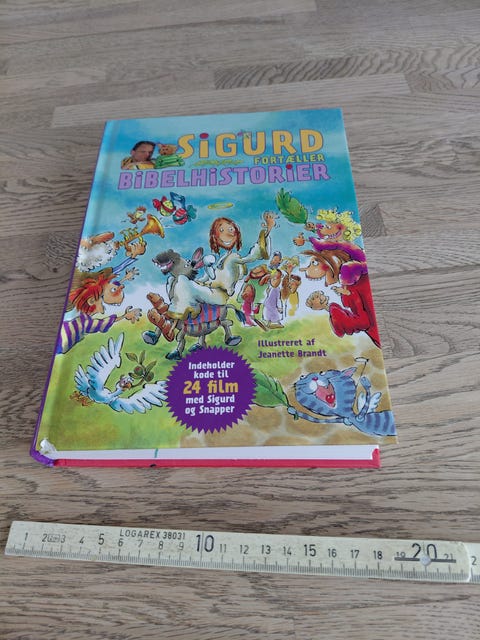 SIGURD
FORTÆLLER
BIBELHISTORIER
Illustreret af
Jeanette Brandt
Indeholder
kode til
24 film
med Sigurd
og Snapper
LOGAREX 38031
1 2 3 4 5 6 7 8 9 10 11 12 13 14 15 16 17 18 19 20 21 2